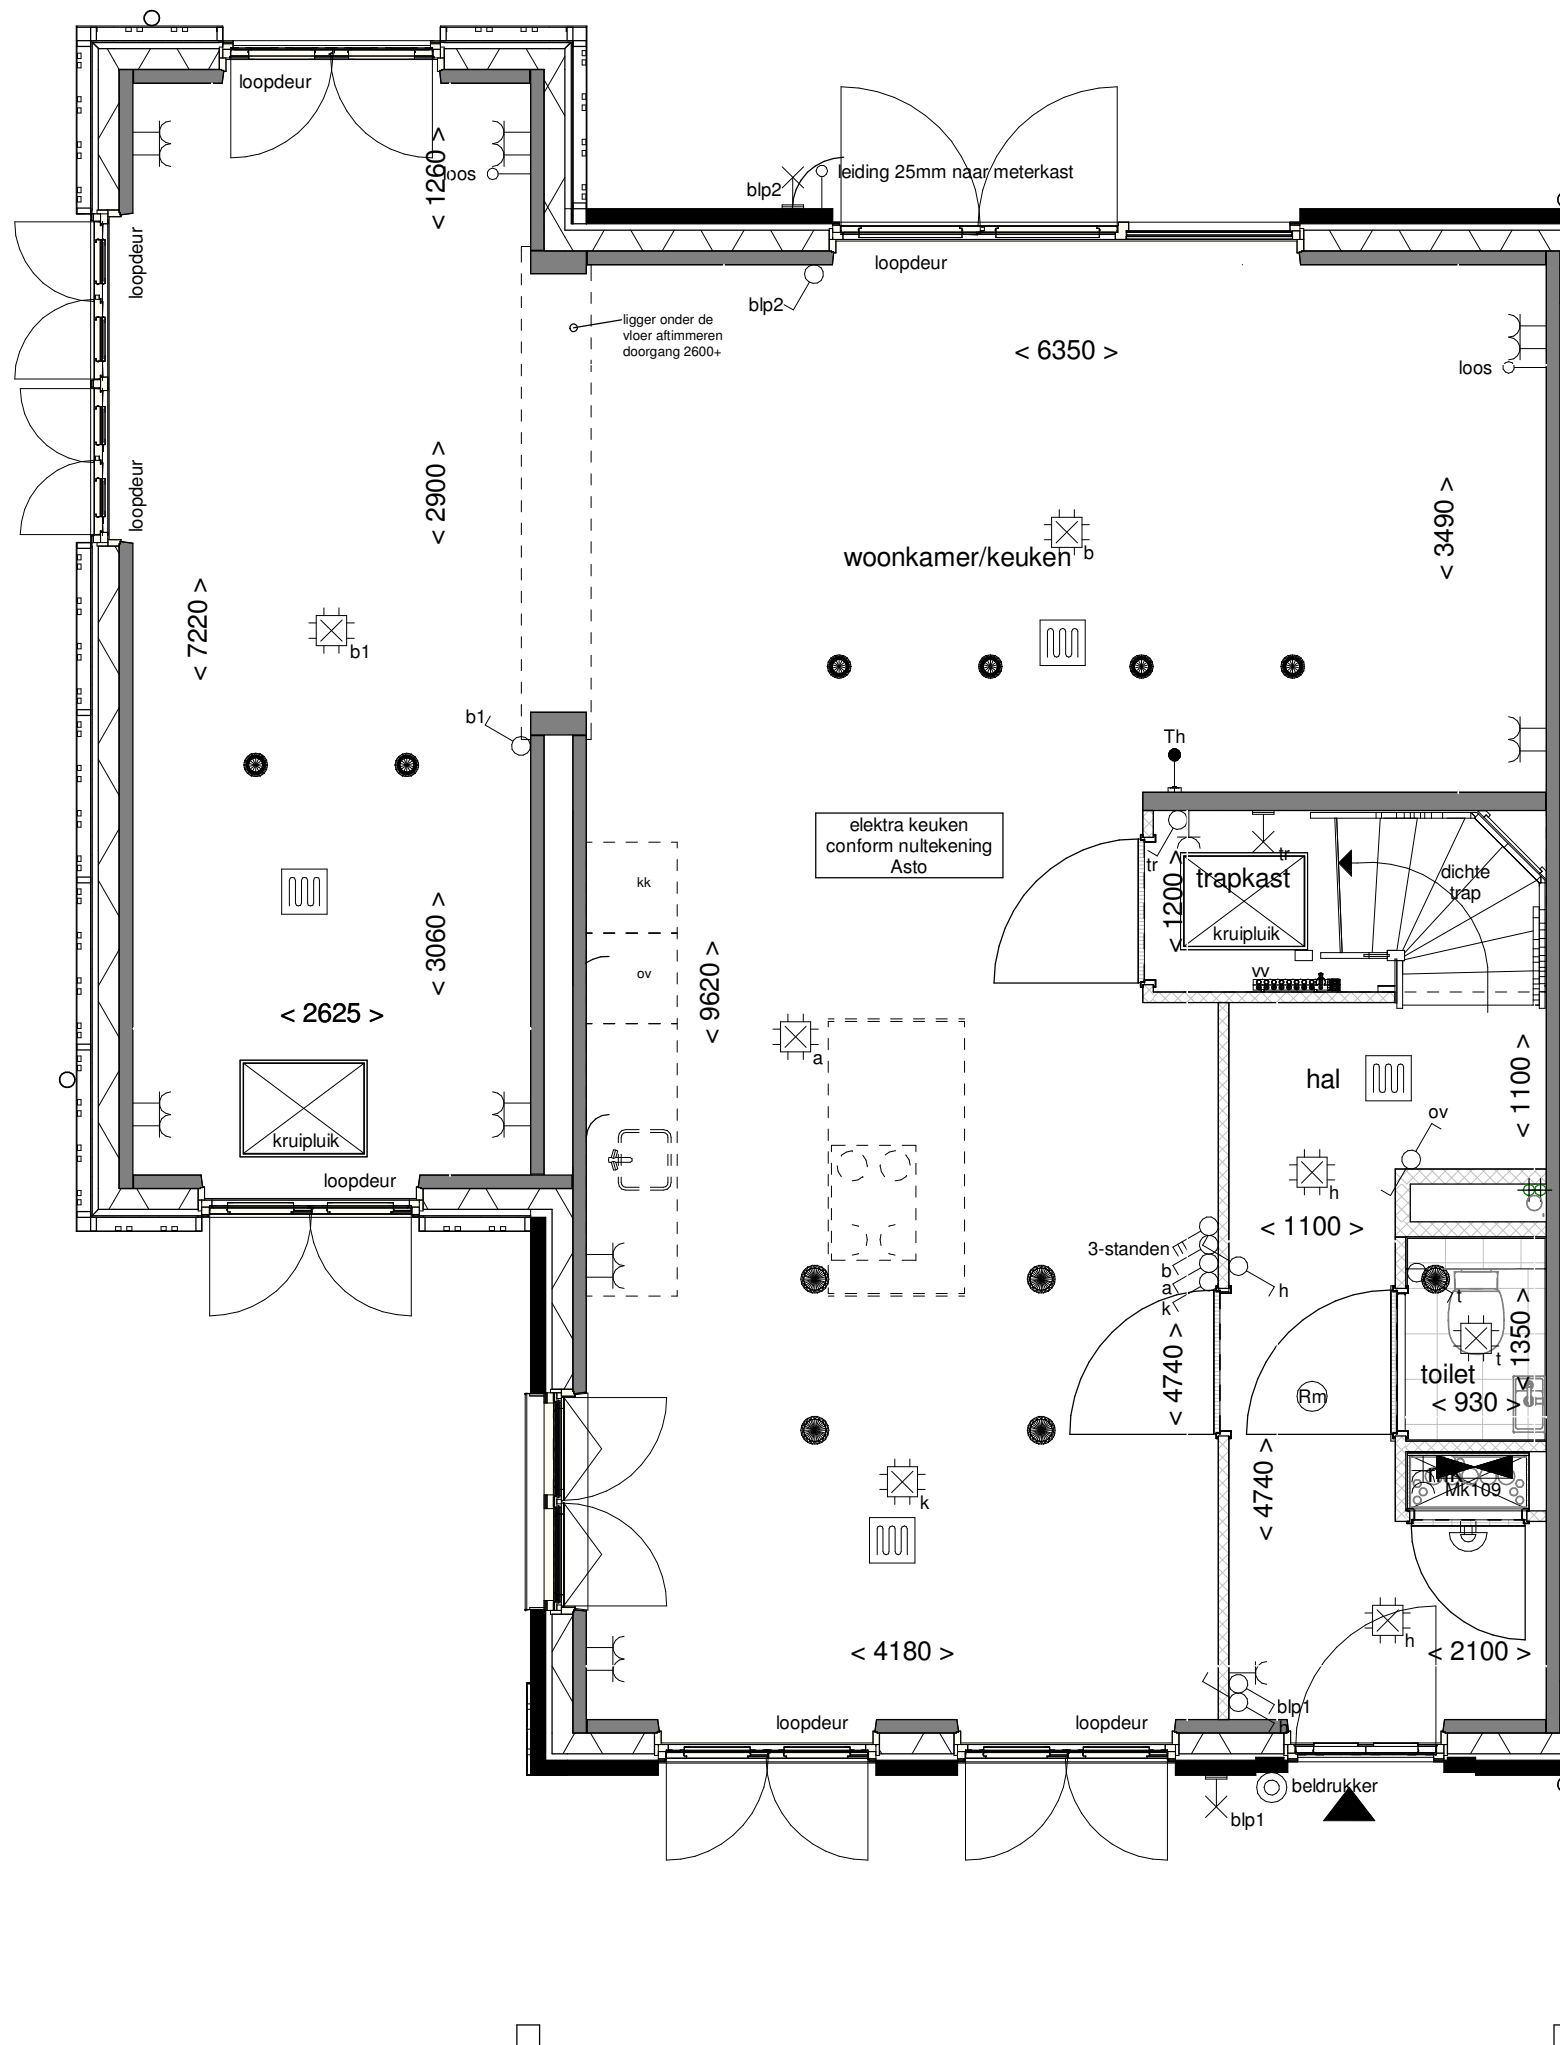 loopdeur
< 1260 >
loos
blp2
leiding 25mm naar meterkast
loopdeur
loopdeur
blp2
ligger onder de
vloer aftimmeren
doorgang 2600+
< 6350 >
loos
loopdeur
< 2900 >
< 3490 >
woonkamer/keuken
b
< 7220 >
b1
b1
Th
elektra keuken
conform nultekening
Asto
tr
tr
trapkast
dichte
trap
< 1200 >
kruipluik
kk
ov
vv
< 3060 >
< 9620 >
< 2625 >
a
hal
< 1100 >
ov
kruipluik
loopdeur
h
< 1100 >
3-standen
b
a
k
h
t
< 1350 >
t
toilet
< 930 >
< 4740 >
Rm
< 4740 >
Mk109
k
h
< 4180 >
< 2100 >
blp1
loopdeur
loopdeur
beldrukker
blp1